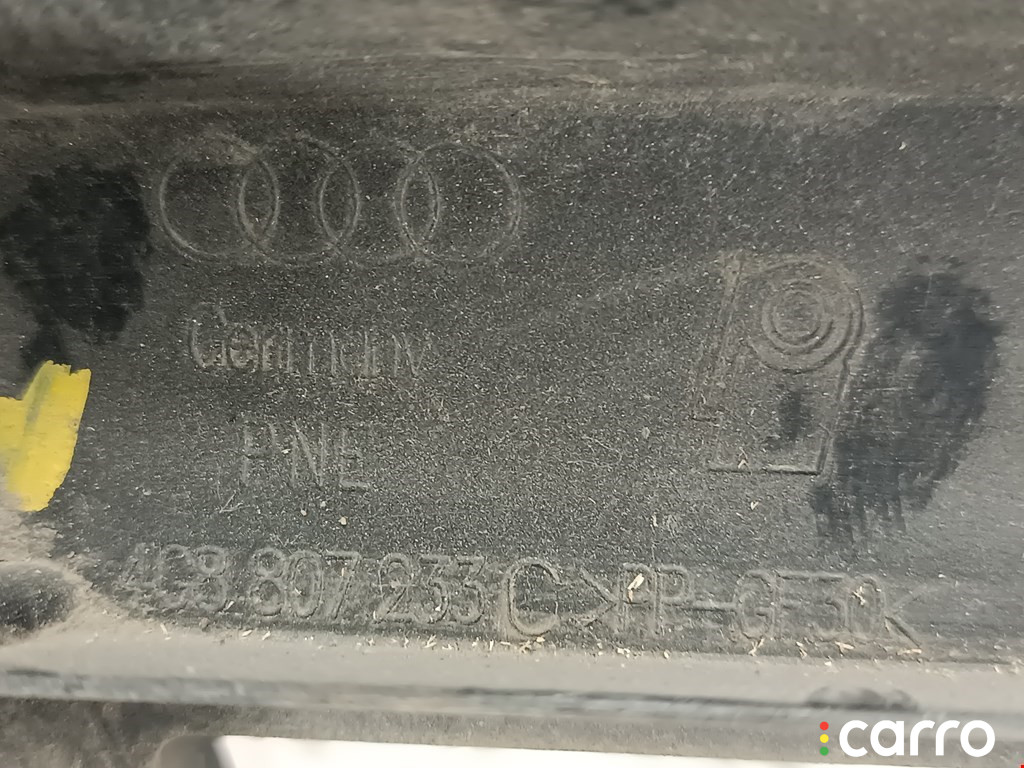 Germany
PNE
4G8 807 233 C >PP-GF30<
carro